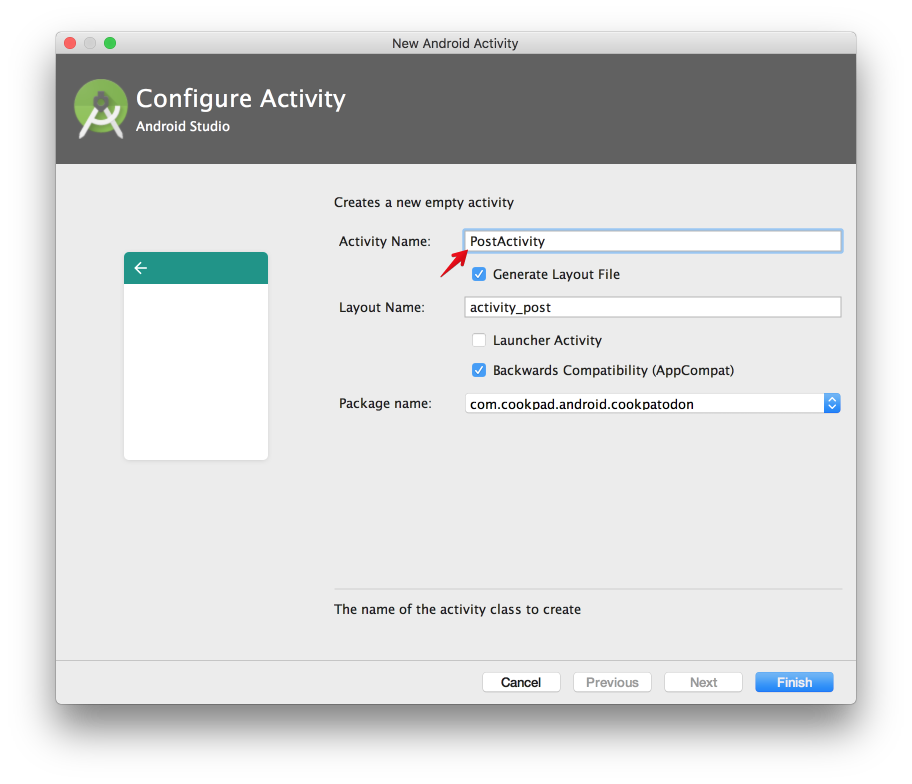 New Android Activity
Configure Activity
Android Studio
Creates a new empty activity
Activity Name: PostActivity
Generate Layout File
Layout Name: activity_post
Launcher Activity
Backwards Compatibility (AppCompat)
Package name: com.cookpad.android.cookpatodon
The name of the activity class to create
Cancel Previous Next Finish